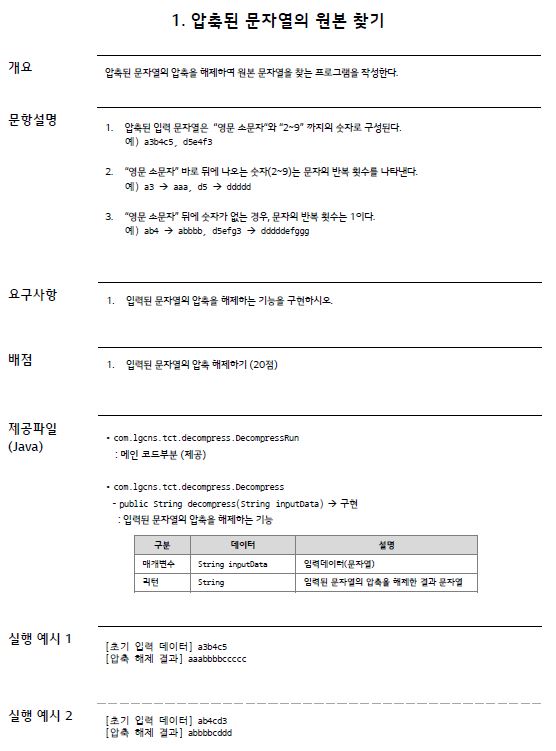 1. 압축된 문자열의 원본 찾기
개요
압축된 문자열의 압축을 해제하여 원본 문자열을 찾는 프로그램을 작성한다.
문항설명
1. 압축된 입력 문자열은 “영문 소문자”와 “2~9” 까지의 숫자로 구성된다.
예) a3b4c5, d5e4f3
2. “영문 소문자” 바로 뒤에 나오는 숫자(2~9)는 문자의 반복 횟수를 나타낸다.
예) a3 → aaa, d5 → ddddd
3. “영문 소문자” 뒤에 숫자가 없는 경우, 문자의 반복 횟수는 1이다.
예) ab4 → abbbb, d5efg3 → dddddefggg
요구사항
1. 입력된 문자열의 압축을 해제하는 기능을 구현하시오.
배점
1. 입력된 문자열의 압축 해제하기 (20점)
제공파일
(Java)
• com.lgcns.tct.decompress.DecompressRun
: 메인 코드부분 (제공)
• com.lgcns.tct.decompress.Decompress
- public String decompress(String inputData) → 구현
: 입력된 문자열의 압축을 해제하는 기능
구분 데이터 설명
매개변수 String inputData 입력데이터(문자열)
리턴 String 입력된 문자열의 압축을 해제한 결과 문자열
실행 예시 1
[초기 입력 데이터] a3b4c5
[압축 해제 결과] aaabbbbccccc
실행 예시 2
[초기 입력 데이터] ab4cd3
[압축 해제 결과] abbbbcddd